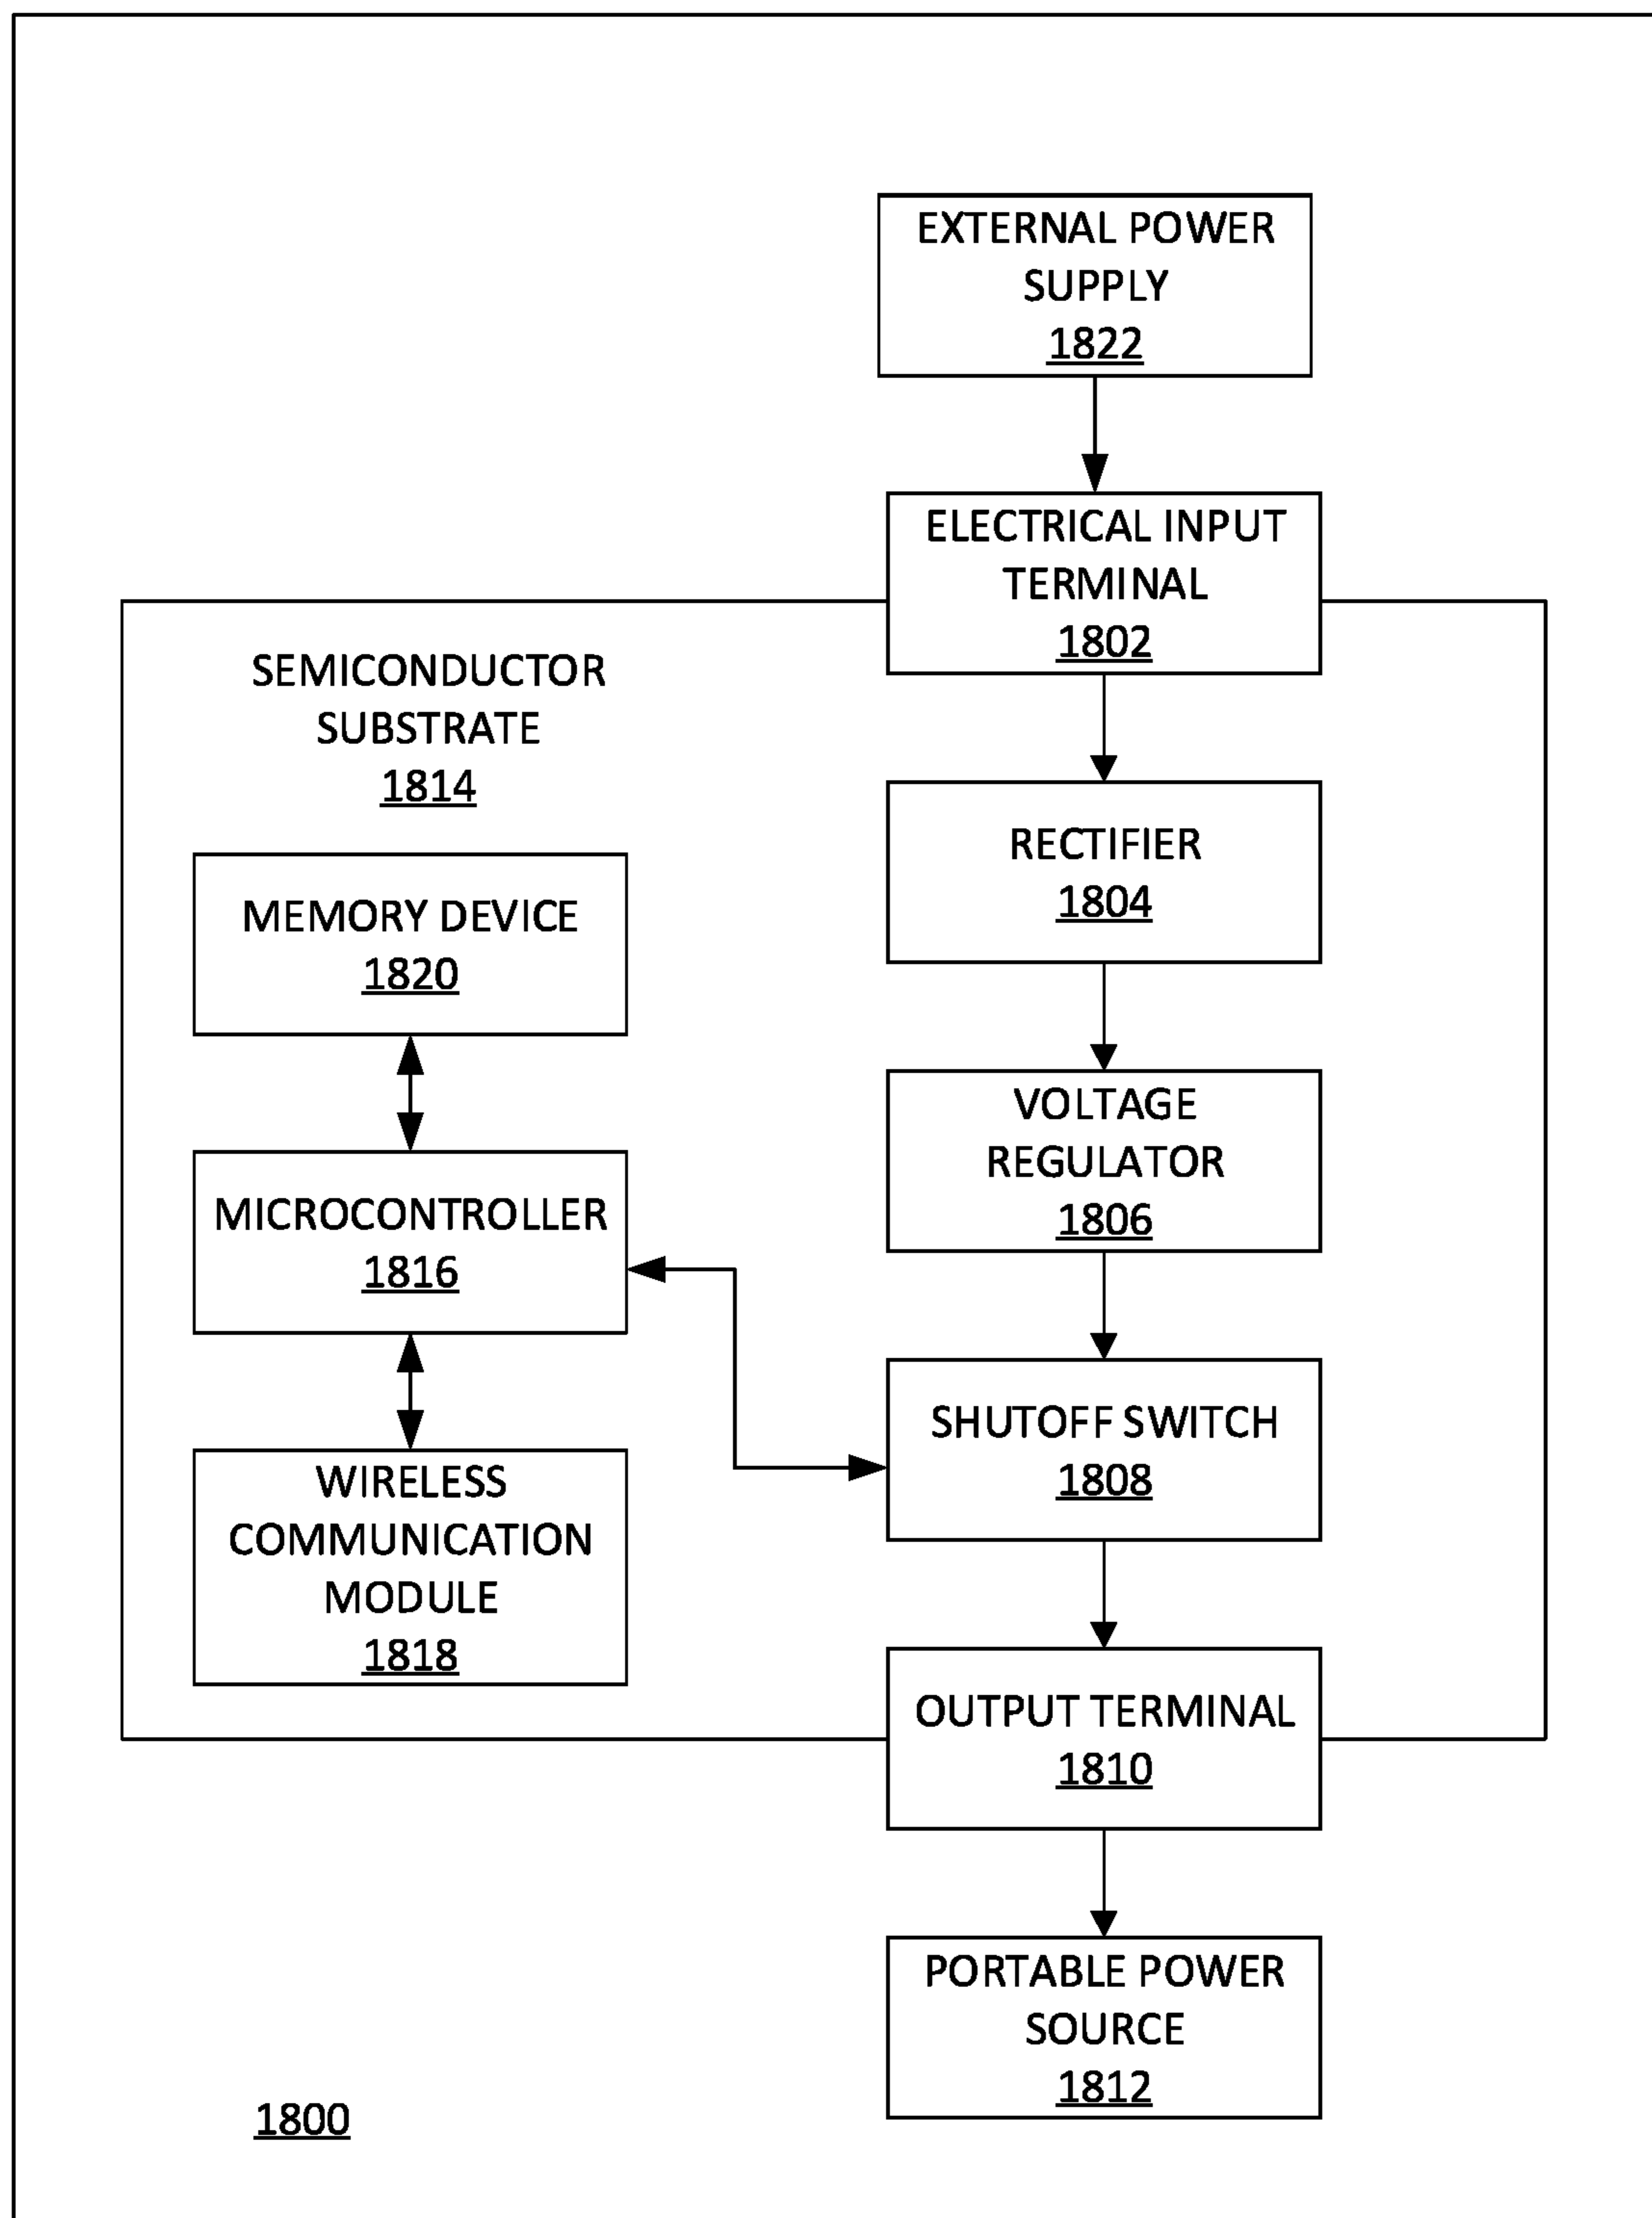 EXTERNAL POWER
SUPPLY
1822
ELECTRICAL INPUT
TERMINAL
1802
SEMICONDUCTOR
SUBSTRATE
1814
RECTIFIER
1804
MEMORY DEVICE
1820
VOLTAGE
REGULATOR
1806
MICROCONTROLLER
1816
SHUTOFF SWITCH
1808
WIRELESS
COMMUNICATION
MODULE
1818
OUTPUT TERMINAL
1810
PORTABLE POWER
SOURCE
1812
1800